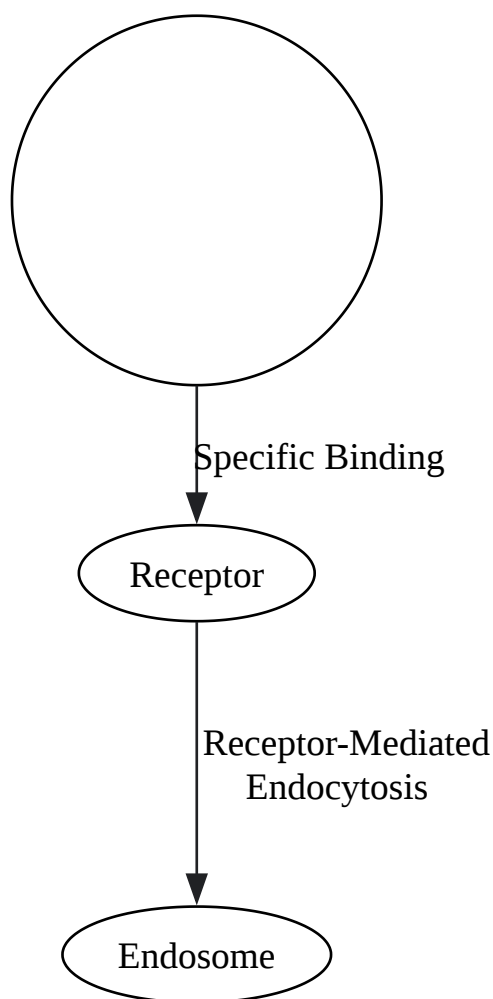 Specific Binding
Receptor
Receptor-Mediated
Endocytosis
Endosome